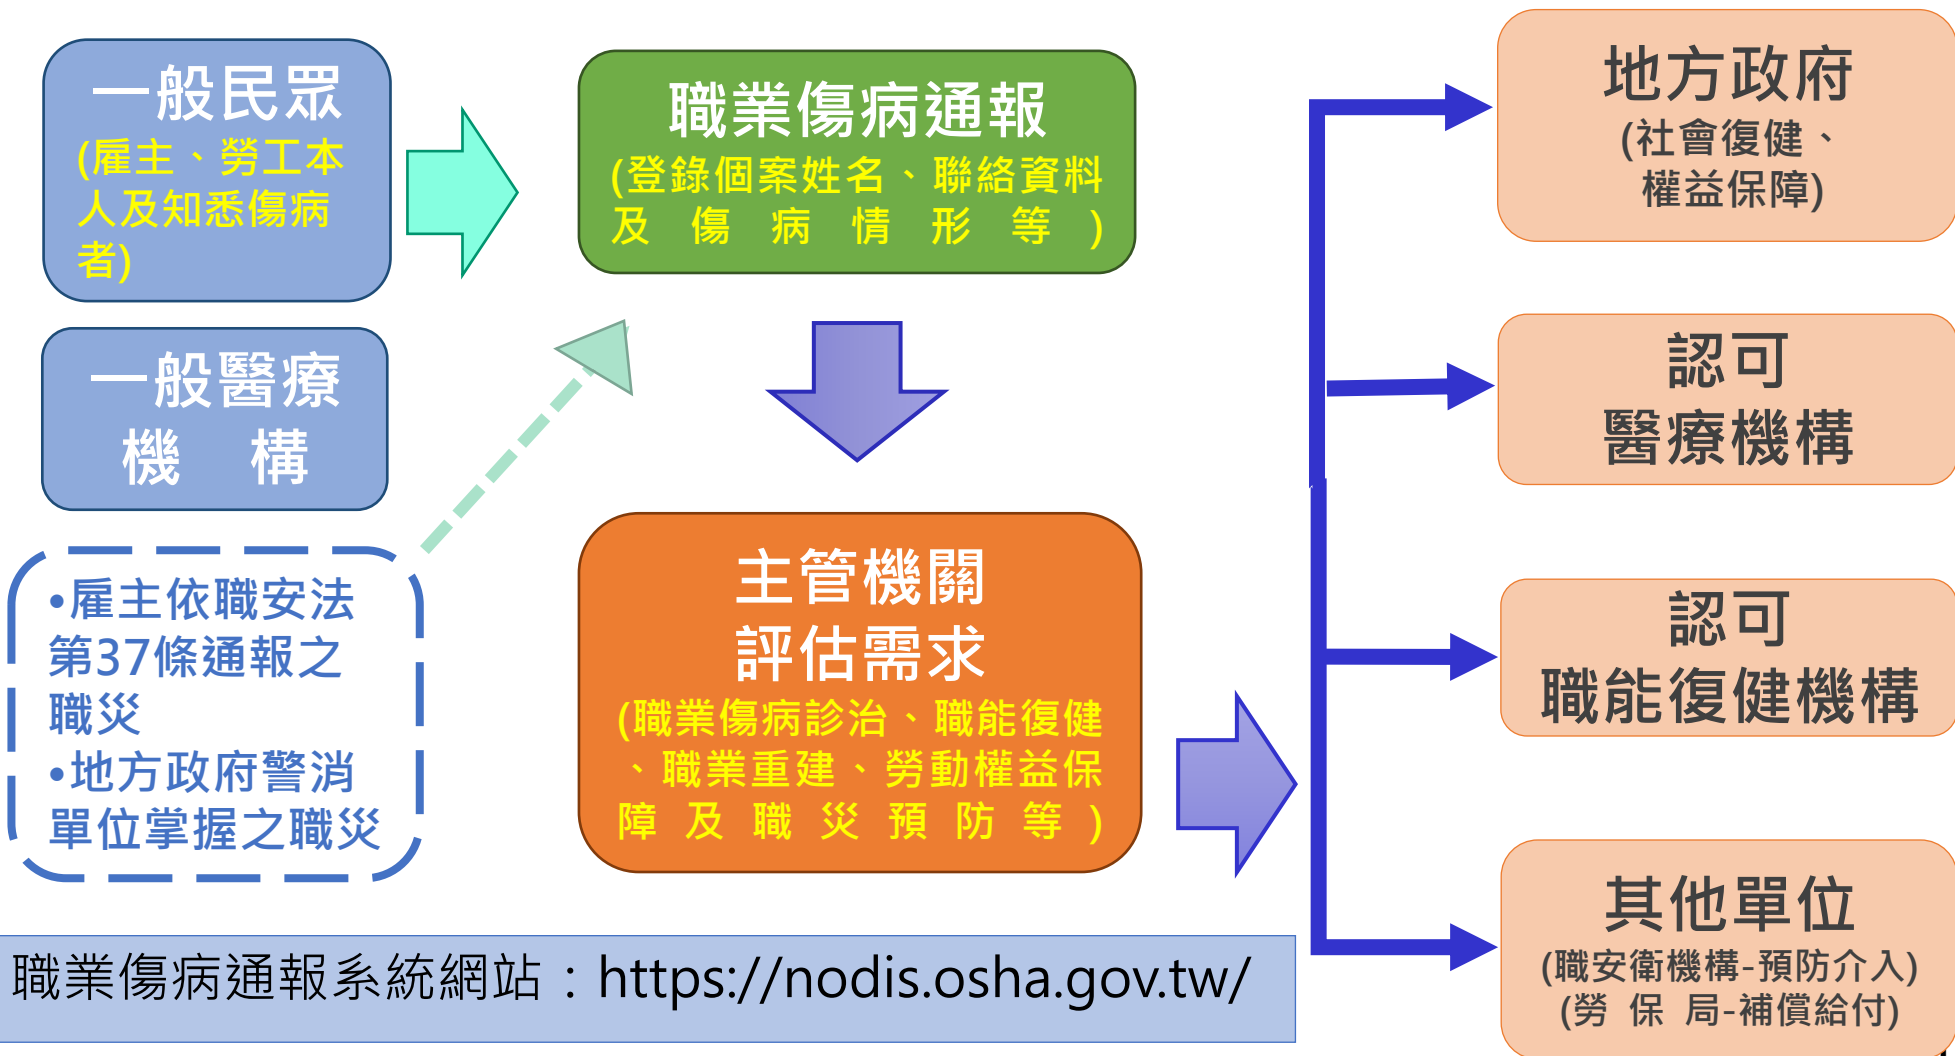 一般民眾
(雇主、勞工本
人及知悉傷病
者)
一般醫療
機構
•雇主依職安法
第37條通報之
職災
•地方政府警消
單位掌握之職災
職業傷病通報
(登錄個案姓名、聯絡資料
及傷病情形等)
主管機關
評估需求
(職業傷病診治、職能復健
、職業重建、勞動權益保
障及職災預防等)
地方政府
(社會復健、
權益保障)
認可
醫療機構
認可
職能復健機構
其他單位
(職安衛機構-預防介入)
(勞保局-補償給付)
職業傷病通報系統網站：https://nodis.osha.gov.tw/